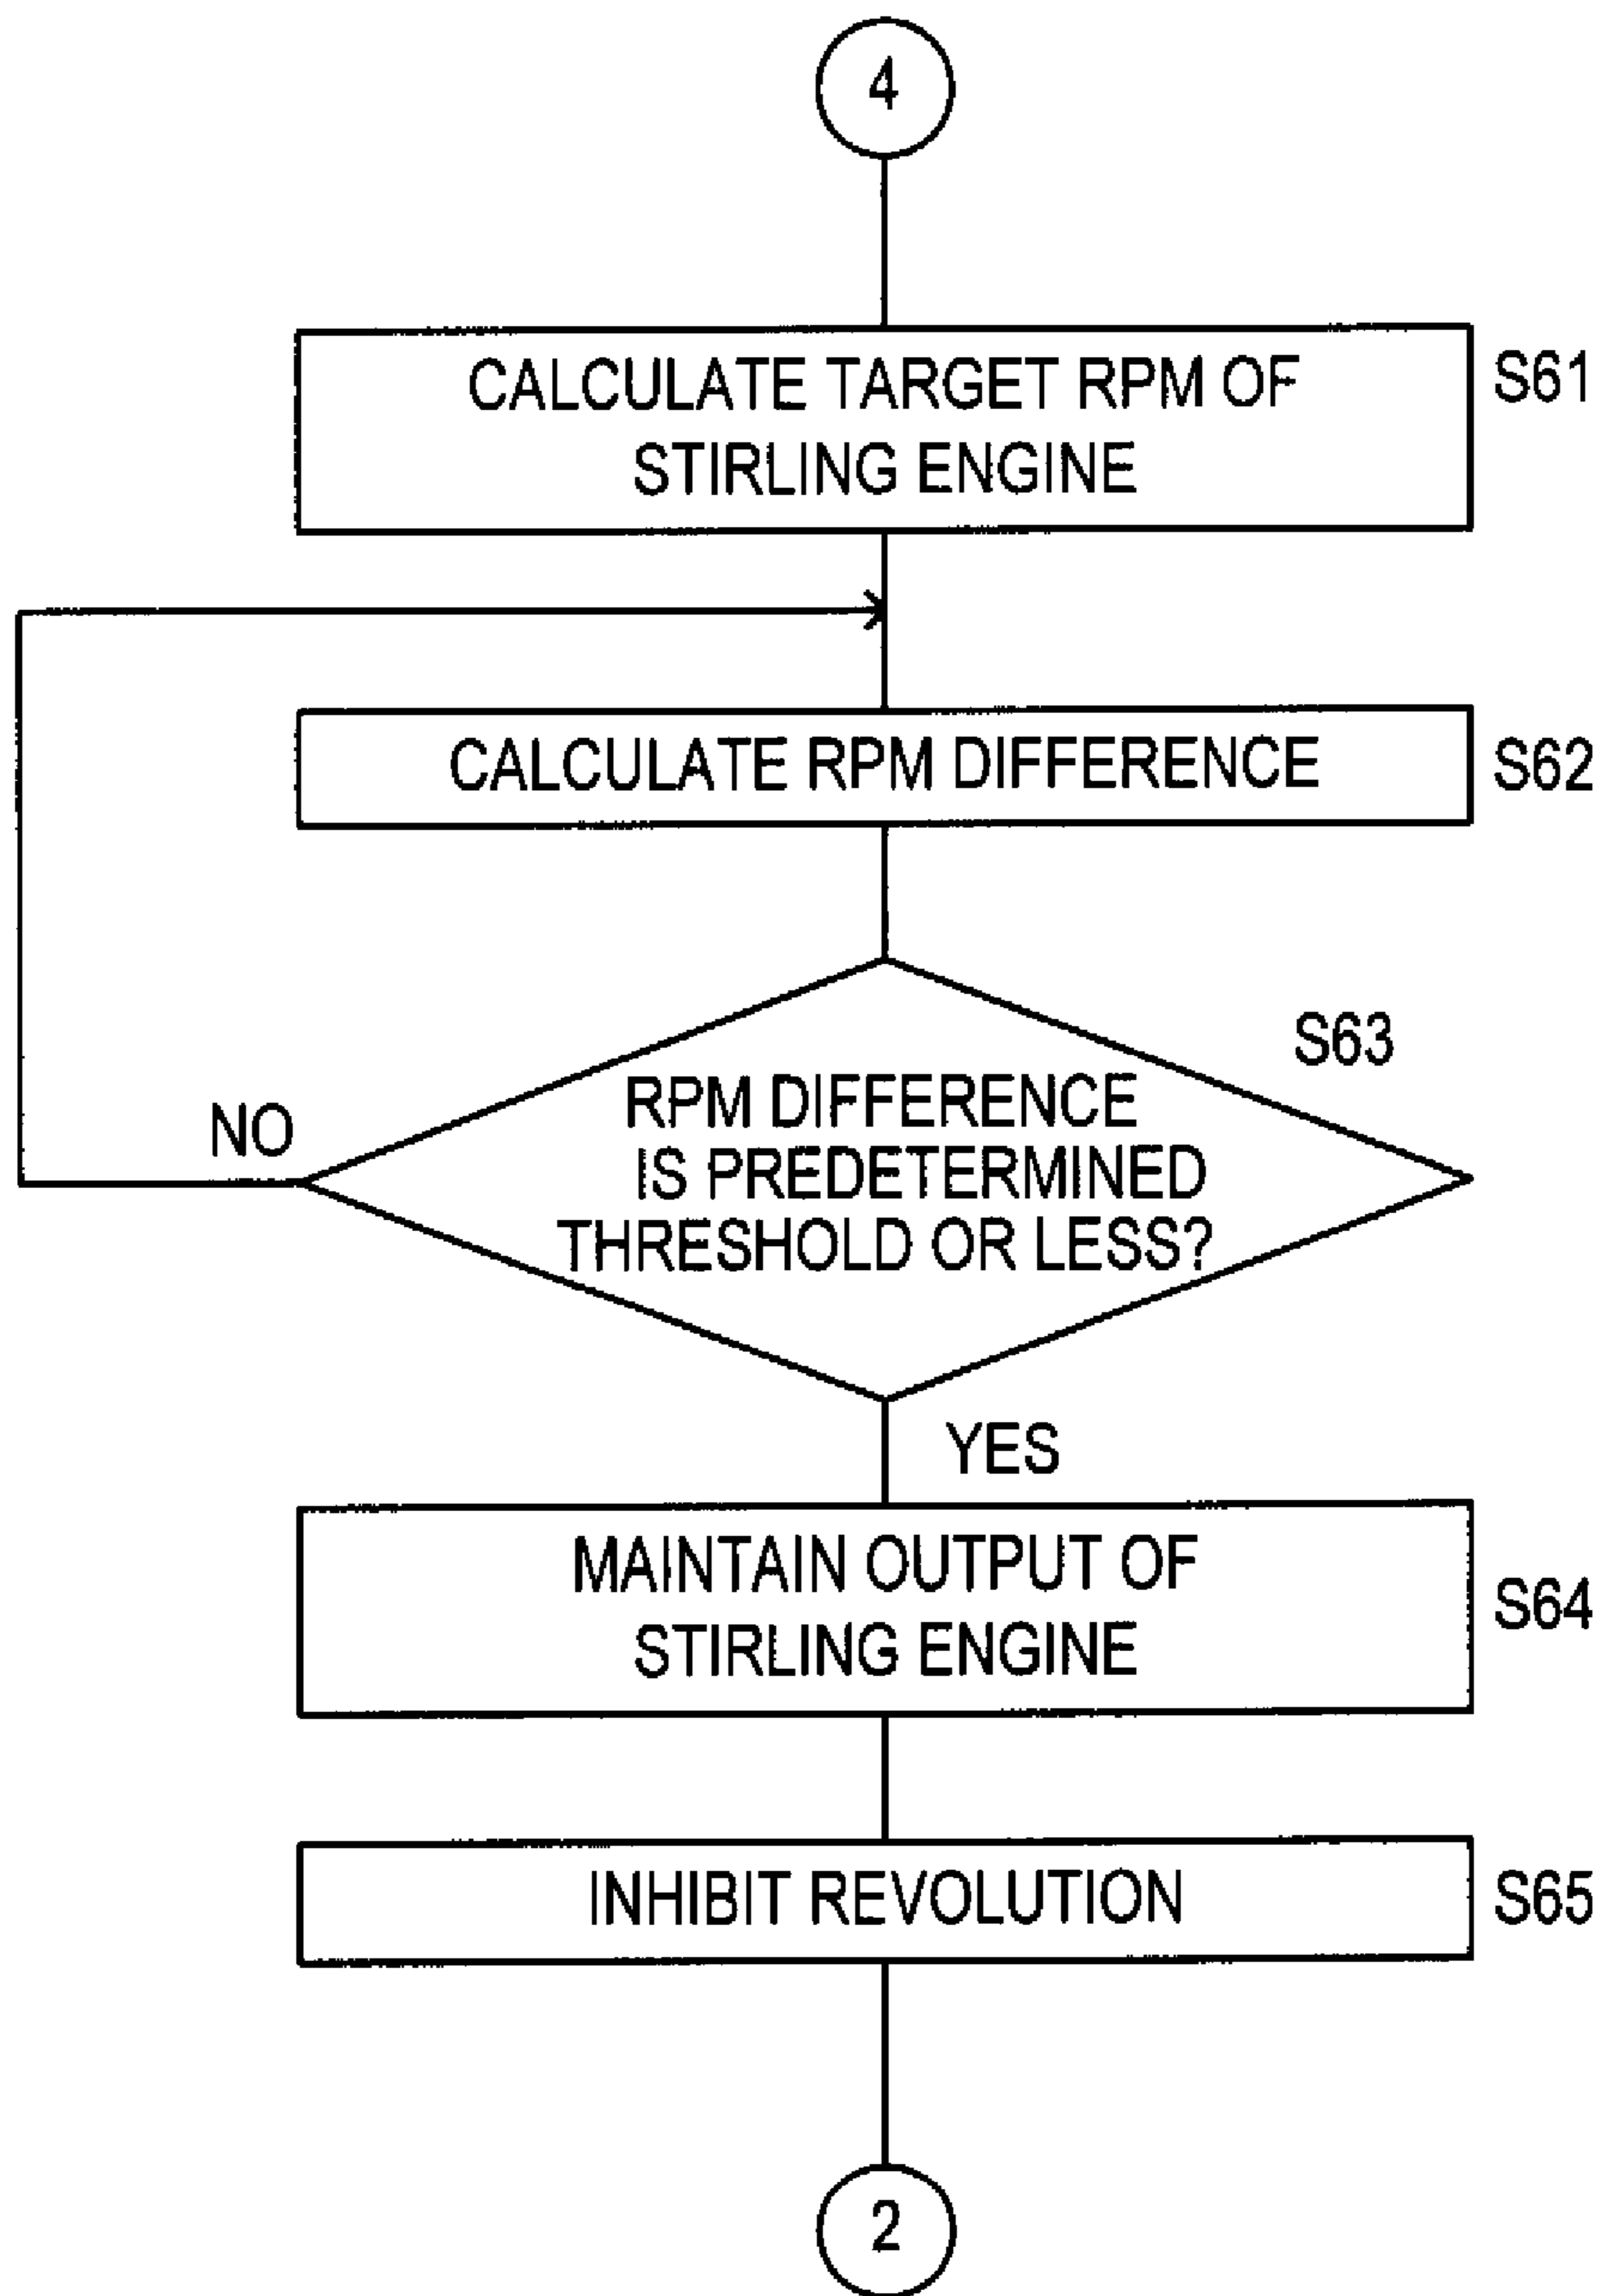 4
CALCULATE TARGET RPM OF
STIRLING ENGINE
S61
CALCULATE RPM DIFFERENCE
S62
S63
RPM DIFFERENCE
IS PREDETERMINED
THRESHOLD OR LESS?
NO
YES
MAINTAIN OUTPUT OF
STIRLING ENGINE
S64
INHIBIT REVOLUTION
S65
2